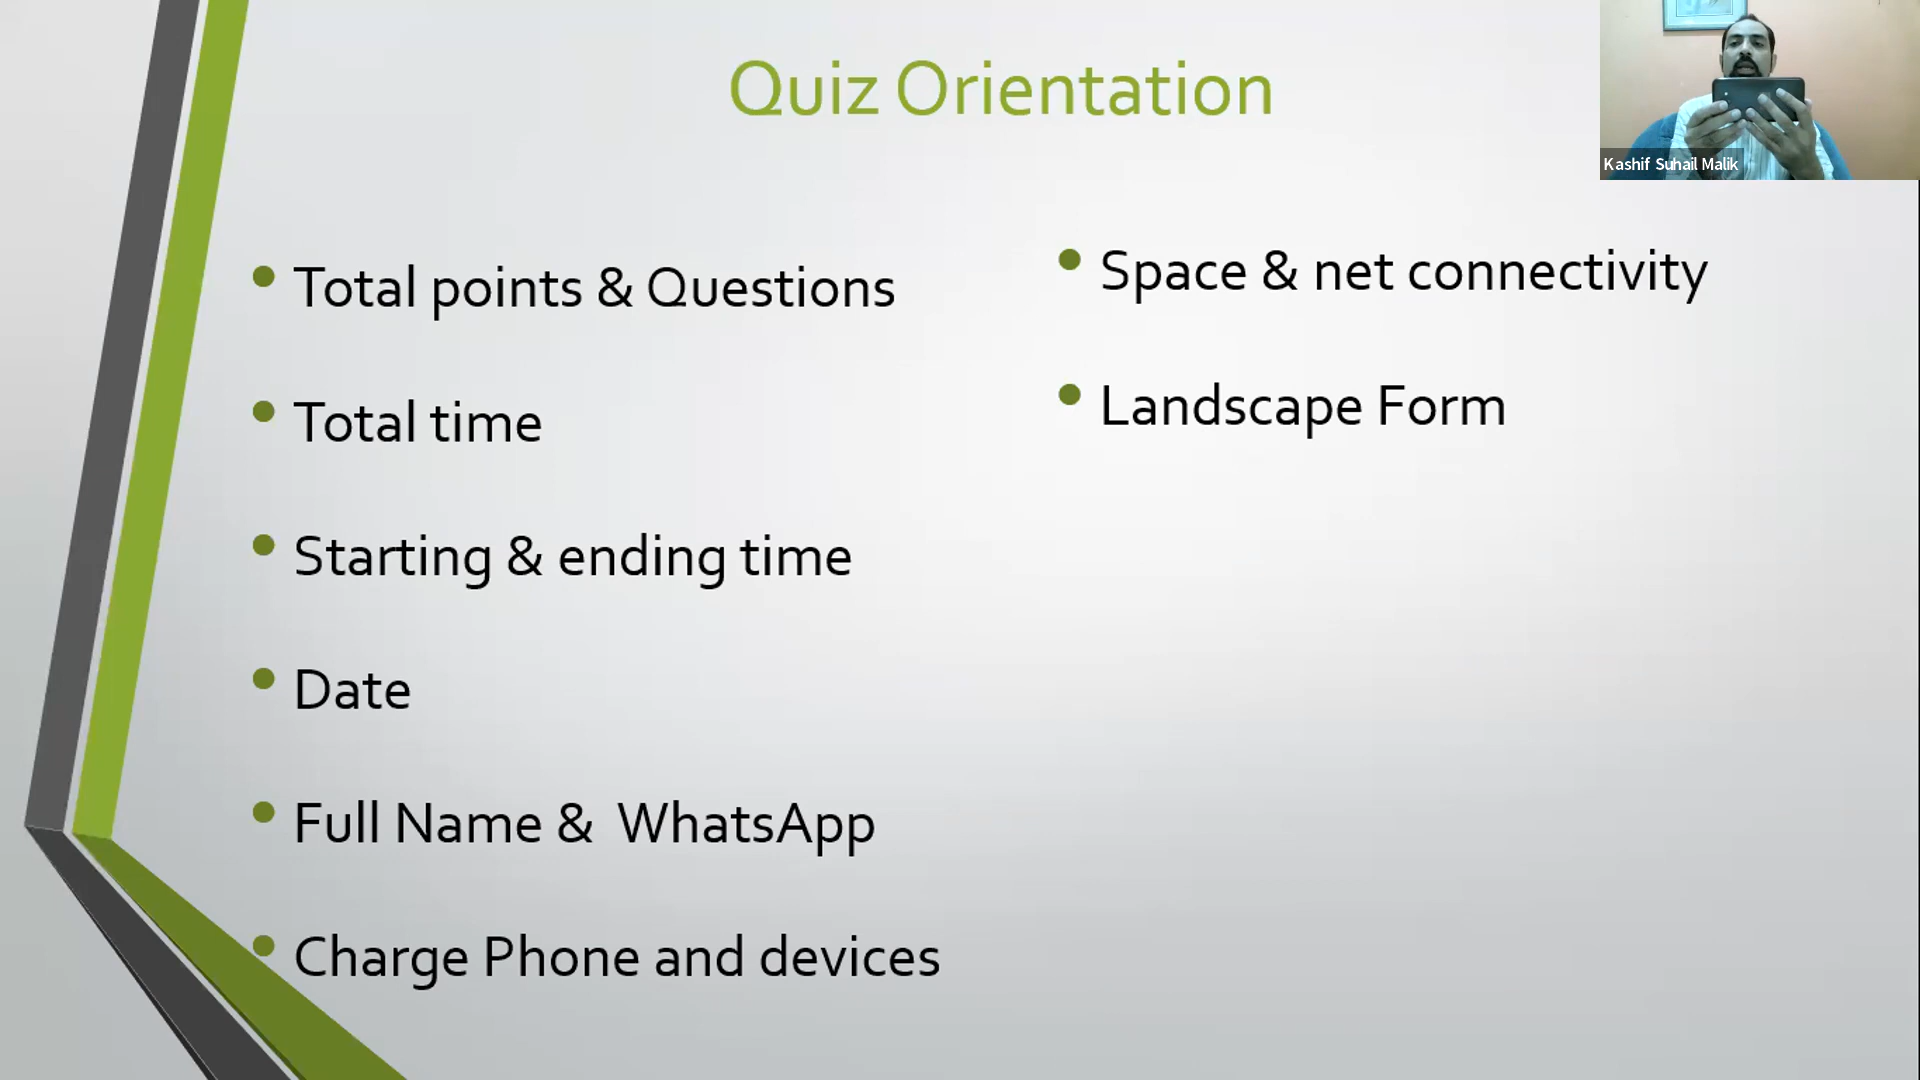 Quiz Orientation
Kashif Suhail Malik
Total points & Questions
Total time
Starting & ending time
Date
Full Name & WhatsApp
Charge Phone and devices
Space & net connectivity
Landscape Form